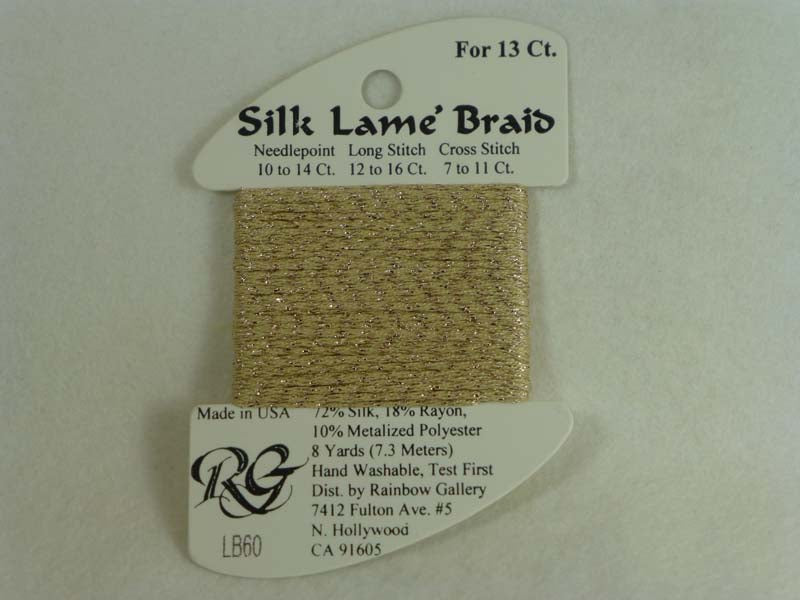 For 13 Ct.
Silk Lame' Braid
Needlepoint Long Stitch Cross Stitch
10 to 14 Ct. 12 to 16 Ct. 7 to 11 Ct.
Made in USA
72% Silk, 18% Rayon,
10% Metalized Polyester
8 Yards (7.3 Meters)
Hand Washable, Test First
Dist. by Rainbow Gallery
7412 Fulton Ave. #5
N. Hollywood
CA 91605
RG
LB60